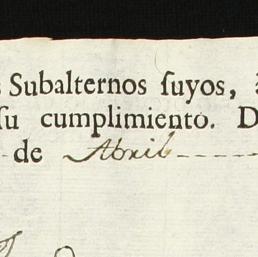 s Subalternos ſuyos, à
ſu cumplimiento. D
de Abril